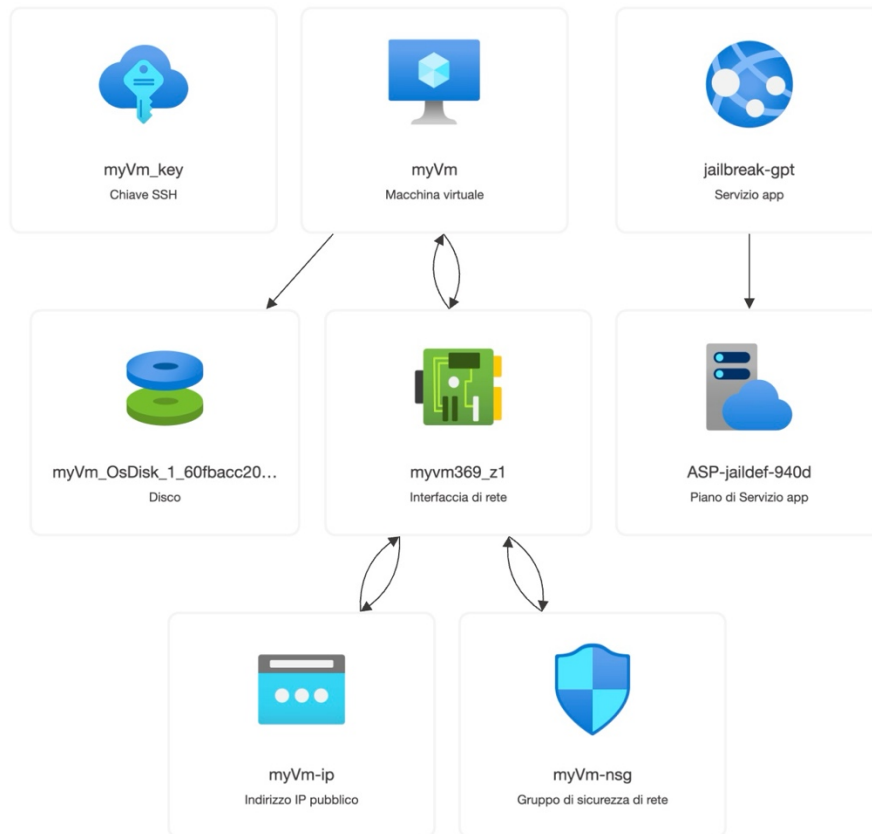 myVm_key
Chiave SSH
myVm
Macchina virtuale
jailbreak-gpt
Servizio app
myVm_OsDisk_1_60fbacc20...
Disco
myvm369_z1
Interfaccia di rete
ASP-jaildef-940d
Piano di Servizio app
myVm-ip
Indirizzo IP pubblico
myVm-nsg
Gruppo di sicurezza di rete